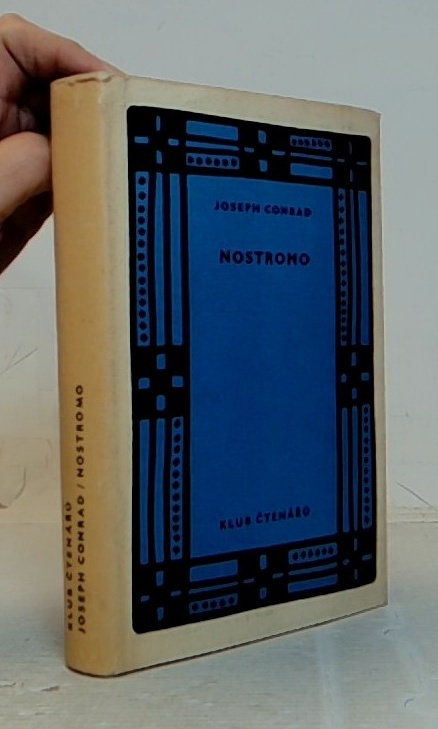 JOSEPH CONRAD
NOSTROMO
KLUB ČTENÁŘŮ
KLUB ČTENÁŘŮ
JOSEPH CONRAD / NOSTROMO